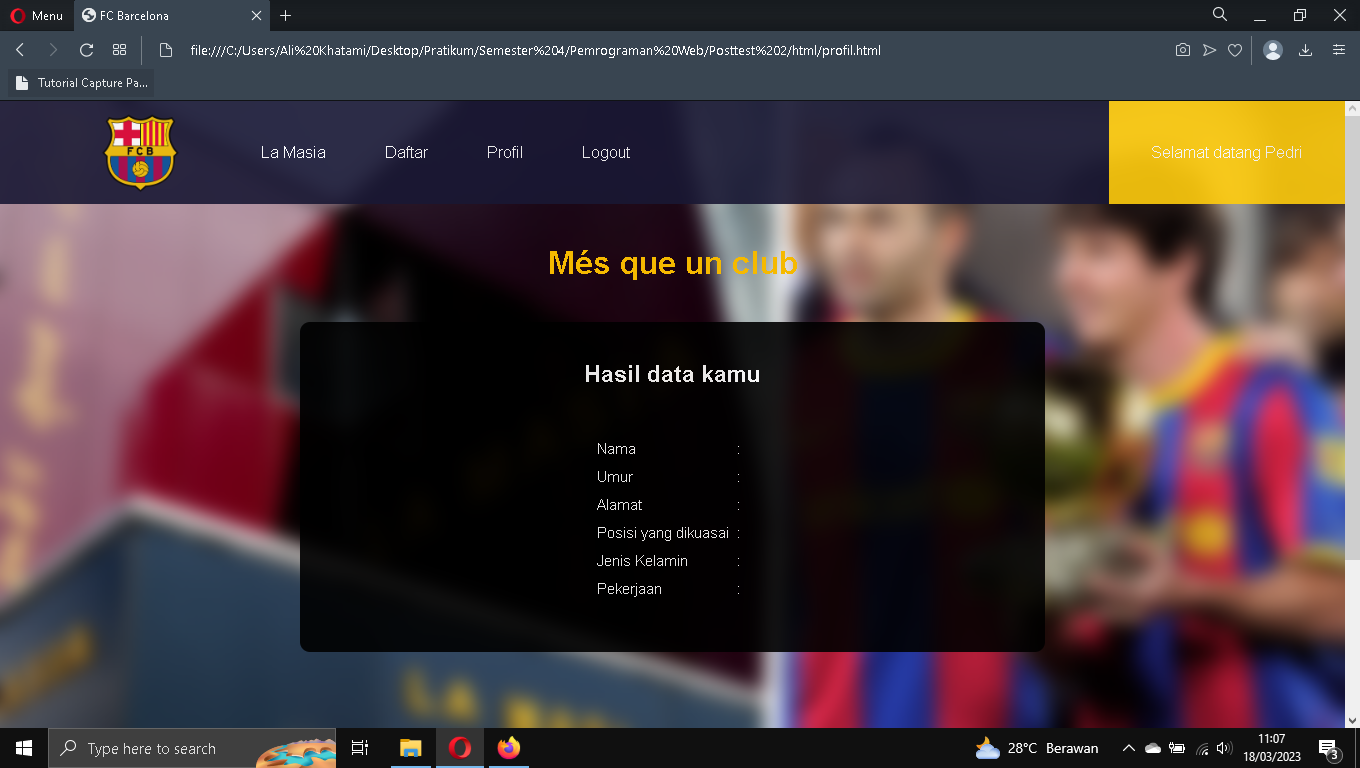 Menu
FC Barcelona
file:///C:/Users/Ali%20Khatami/Desktop/Pratikum/Semester%204/Pemrograman%20Web/Posttest%202/html/profil.html
Tutorial Capture Pa...
FCB
La Masia
Daftar
Profil
Logout
Selamat datang Pedri
Més que un club
Hasil data kamu
Nama :
Umur :
Alamat :
Posisi yang dikuasai :
Jenis Kelamin :
Pekerjaan :
LA
Type here to search
28°C Berawan
11:07
18/03/2023
3